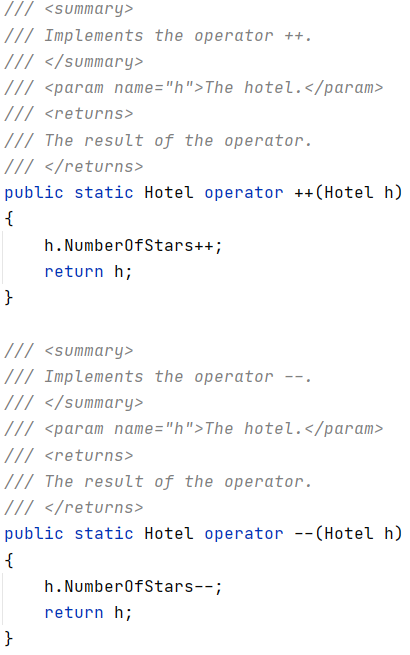 /// <summary>
/// Implements the operator ++.
/// </summary>
/// <param name="h">The hotel.</param>
/// <returns>
/// The result of the operator.
/// </returns>
public static Hotel operator ++(Hotel h)
{
    h.NumberOfStars++;
    return h;
}

/// <summary>
/// Implements the operator --.
/// </summary>
/// <param name="h">The hotel.</param>
/// <returns>
/// The result of the operator.
/// </returns>
public static Hotel operator --(Hotel h)
{
    h.NumberOfStars--;
    return h;
}